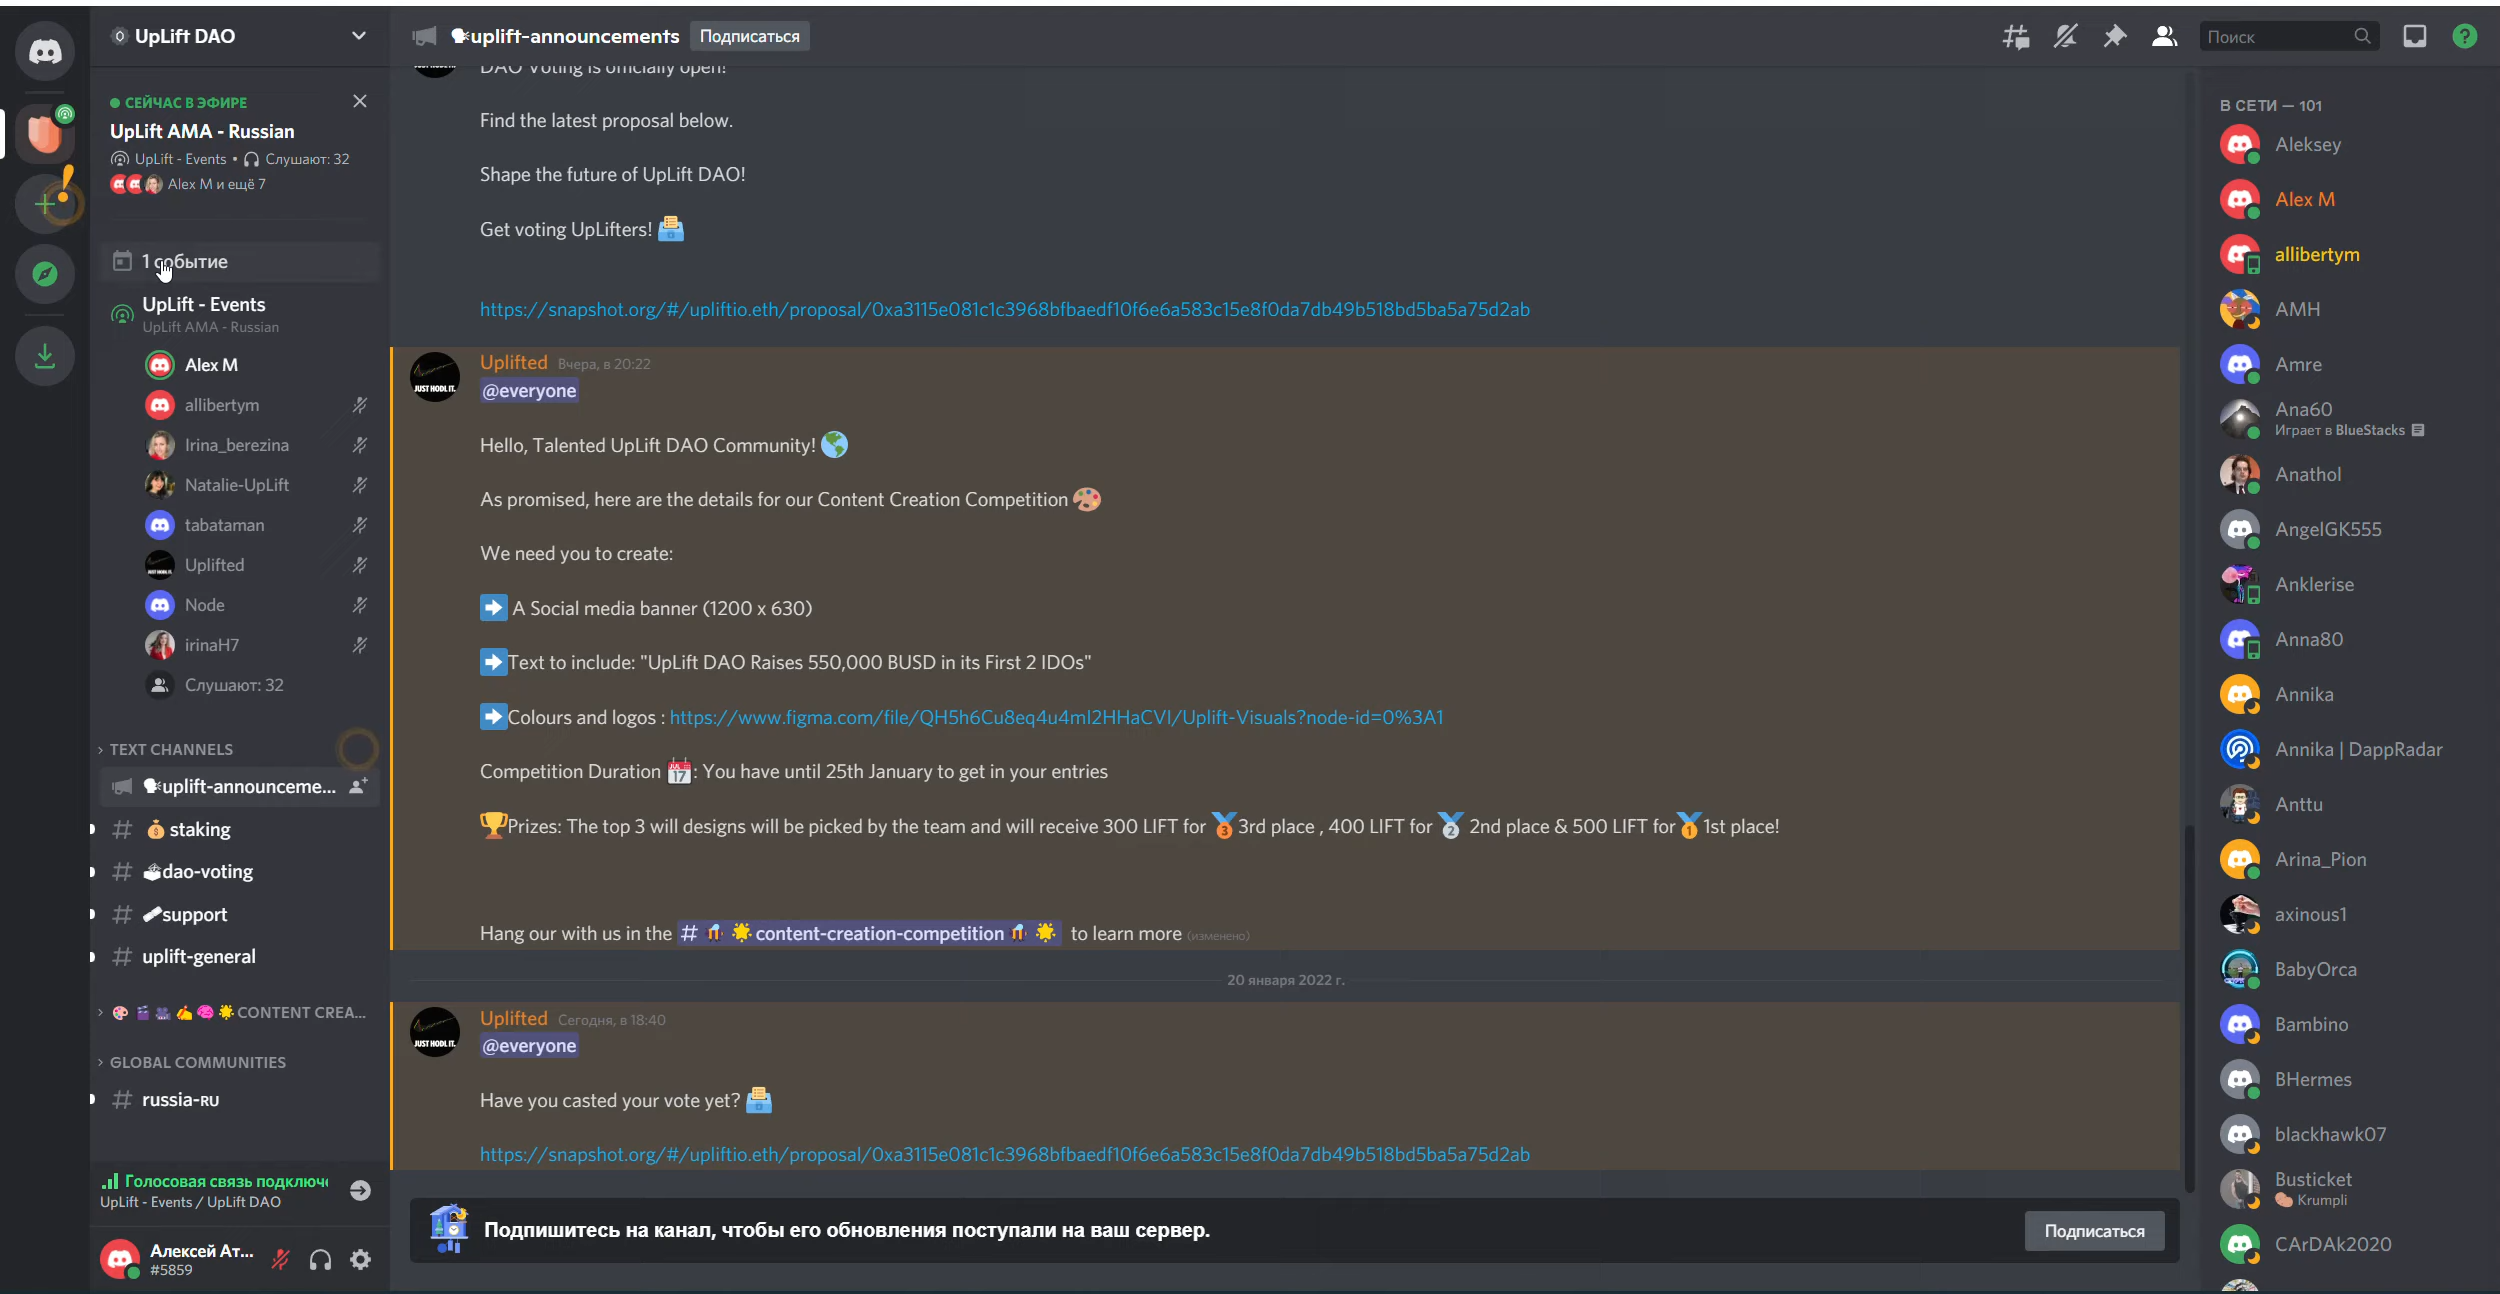 UpLift DAO
СЕЙЧАС В ЭФИРЕ
UpLift AMA - Russian
UpLift - Events • Слушают: 32
Alex M и ещё 7
1 событие
UpLift - Events
UpLift AMA - Russian
Alex M
allibertym
Irina_berezina
Natalie-UpLift
tabataman
Uplifted
Node
irinaH7
Слушают: 32
TEXT CHANNELS
uplift-announceme...
staking
dao-voting
support
uplift-general
CONTENT CREA...
GLOBAL COMMUNITIES
russia-RU
Голосовая связь подключе
UpLift - Events / UpLift DAO
Алексей Ат...
#5859
uplift-announcements Подписаться
DAO Voting is officially open!
Find the latest proposal below.
Shape the future of UpLift DAO!
Get voting UpLifters!
https://snapshot.org/#/upliftio.eth/proposal/0xa3115e081c1c3968bfbaedf10f6e6a583c15e8f0da7db49b518bd5ba5a75d2ab
JUST HODL IT.
Uplifted Вчера, в 20:22
@everyone
Hello, Talented UpLift DAO Community!
As promised, here are the details for our Content Creation Competition
We need you to create:
A Social media banner (1200 x 630)
Text to include: "UpLift DAO Raises 550,000 BUSD in its First 2 IDOs"
Colours and logos : https://www.figma.com/file/QH5h6Cu8eq4u4ml2HHaCVI/Uplift-Visuals?node-id=0%3A1
Competition Duration : You have until 25th January to get in your entries
Prizes: The top 3 will designs will be picked by the team and will receive 300 LIFT for 3rd place , 400 LIFT for 2nd place & 500 LIFT for 1st place!
Hang our with us in the # content-creation-competition to learn more (изменено)
20 января 2022 г.
JUST HODL IT.
Uplifted Сегодня, в 18:40
@everyone
Have you casted your vote yet?
https://snapshot.org/#/upliftio.eth/proposal/0xa3115e081c1c3968bfbaedf10f6e6a583c15e8f0da7db49b518bd5ba5a75d2ab
Подпишитесь на канал, чтобы его обновления поступали на ваш сервер.
Подписаться
Поиск
В СЕТИ — 101
Aleksey
Alex M
allibertym
AMH
Amre
Ana60
Играет в BlueStacks
Anathol
AngelGK555
Anklerise
Anna80
Annika
Annika | DappRadar
Anttu
Arina_Pion
axinous1
BabyOrca
Bambino
BHermes
blackhawk07
Busticket
Krumpli
CArDAk2020